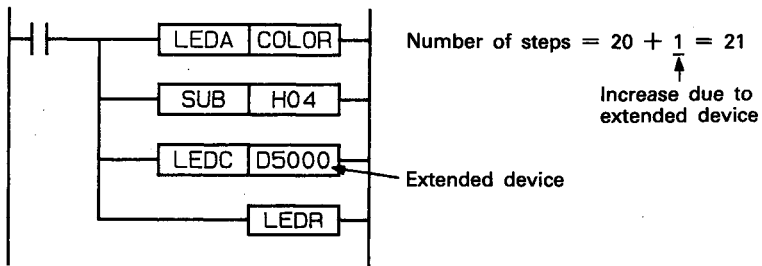 LEDA COLOR Number of steps = 20 + 1 = 21
SUB H04 Increase due to
extended device
LEDC D5000
Extended device
LEDR